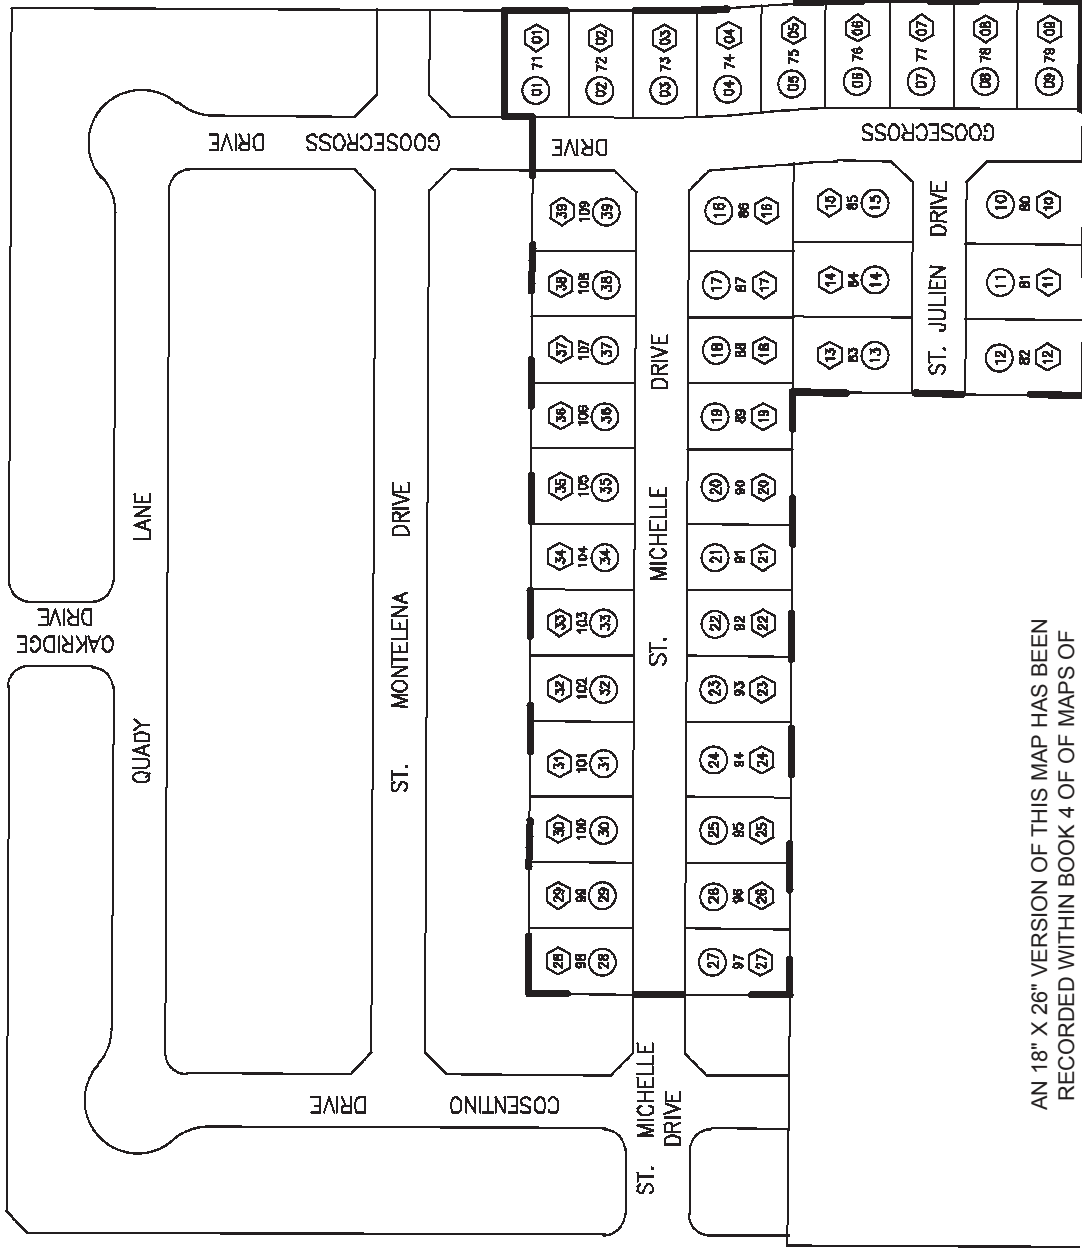 01 71 01
02 72 02
03 73 03
04 74 04
05 75 05
06 76 06
07 77 07
08 78 08
09 79 09
GOOSECROSS DRIVE
DRIVE
GOOSECROSS
39 109 39
38 108 38
37 107 37
36 106 36
35 105 35
34 104 34
33 103 33
32 102 32
31 101 31
30 100 30
29 99 29
28 98 28
16 86 16
17 87 17
18 88 18
19 89 19
20 90 20
21 91 21
22 92 22
23 93 23
24 94 24
25 95 25
26 96 26
27 97 27
15 85 15
14 84 14
13 83 13
10 80 10
11 81 11
12 82 12
ST. JULIEN DRIVE
ST. MICHELLE DRIVE
ST. MONTELENA DRIVE
QUADY LANE
OAKRIDGE
DRIVE
COSENTINO DRIVE
ST. MICHELLE
DRIVE
AN 18" X 26" VERSION OF THIS MAP HAS BEEN
RECORDED WITHIN BOOK 4 OF OF MAPS OF